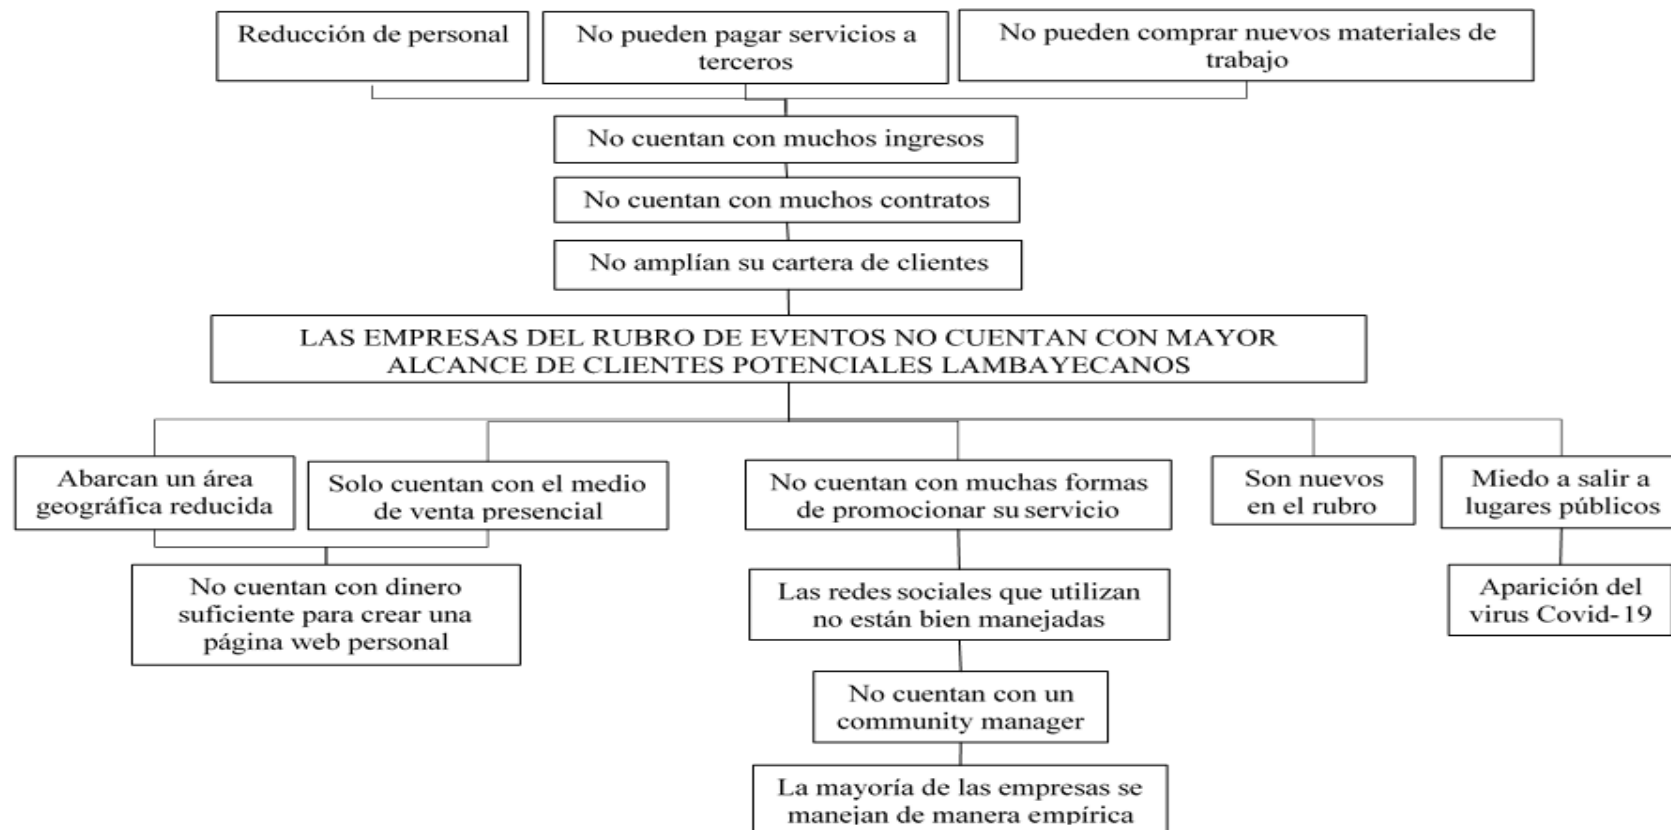 Reducción de personal
No pueden pagar servicios a
terceros
No pueden comprar nuevos materiales de
trabajo
No cuentan con muchos ingresos
No cuentan con muchos contratos
No amplían su cartera de clientes
LAS EMPRESAS DEL RUBRO DE EVENTOS NO CUENTAN CON MAYOR
ALCANCE DE CLIENTES POTENCIALES LAMBAYECANOS
Abarcan un área
geográfica reducida
Solo cuentan con el medio
de venta presencial
No cuentan con muchas formas
de promocionar su servicio
Son nuevos
en el rubro
Miedo a salir a
lugares públicos
No cuentan con dinero
suficiente para crear una
página web personal
Las redes sociales que utilizan
no están bien manejadas
Aparición del
virus Covid-19
No cuentan con un
community manager
La mayoría de las empresas se
manejan de manera empírica